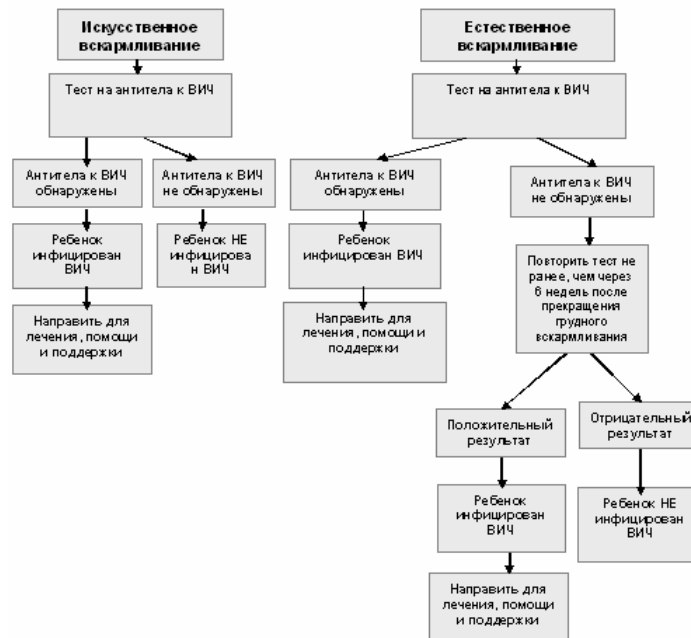 Искусственное
вскармливание
Тест на антитела к ВИЧ
Антитела к ВИЧ
обнаружены
Антитела к ВИЧ
не обнаружены
Ребенок
инфицирован
ВИЧ
Ребенок НЕ
инфицирова
н ВИЧ
Направить для
лечения, помощи
и поддержки
Естественное
вскармливание
Тест на антитела к ВИЧ
Антитела к ВИЧ
обнаружены
Антитела к ВИЧ
не обнаружены
Ребенок
инфицирован ВИЧ
Повторить тест не
ранее, чем через
6 недель после
прекращения
грудного
вскармливания
Направить для
лечения, помощи
и поддержки
Положительный
результат
Отрицательный
результат
Ребенок
инфицирован
ВИЧ
Ребенок НЕ
инфицирован
ВИЧ
Направить для
лечения, помощи
и поддержки